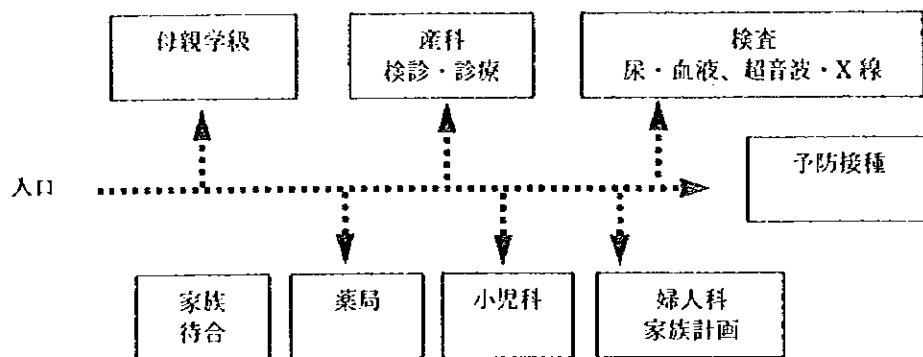 母親学級
産科
検診・診療
検査
尿・血液、超音波・X線
予防接種
入口
家族
待合
薬局
小児科
婦人科
家族計画